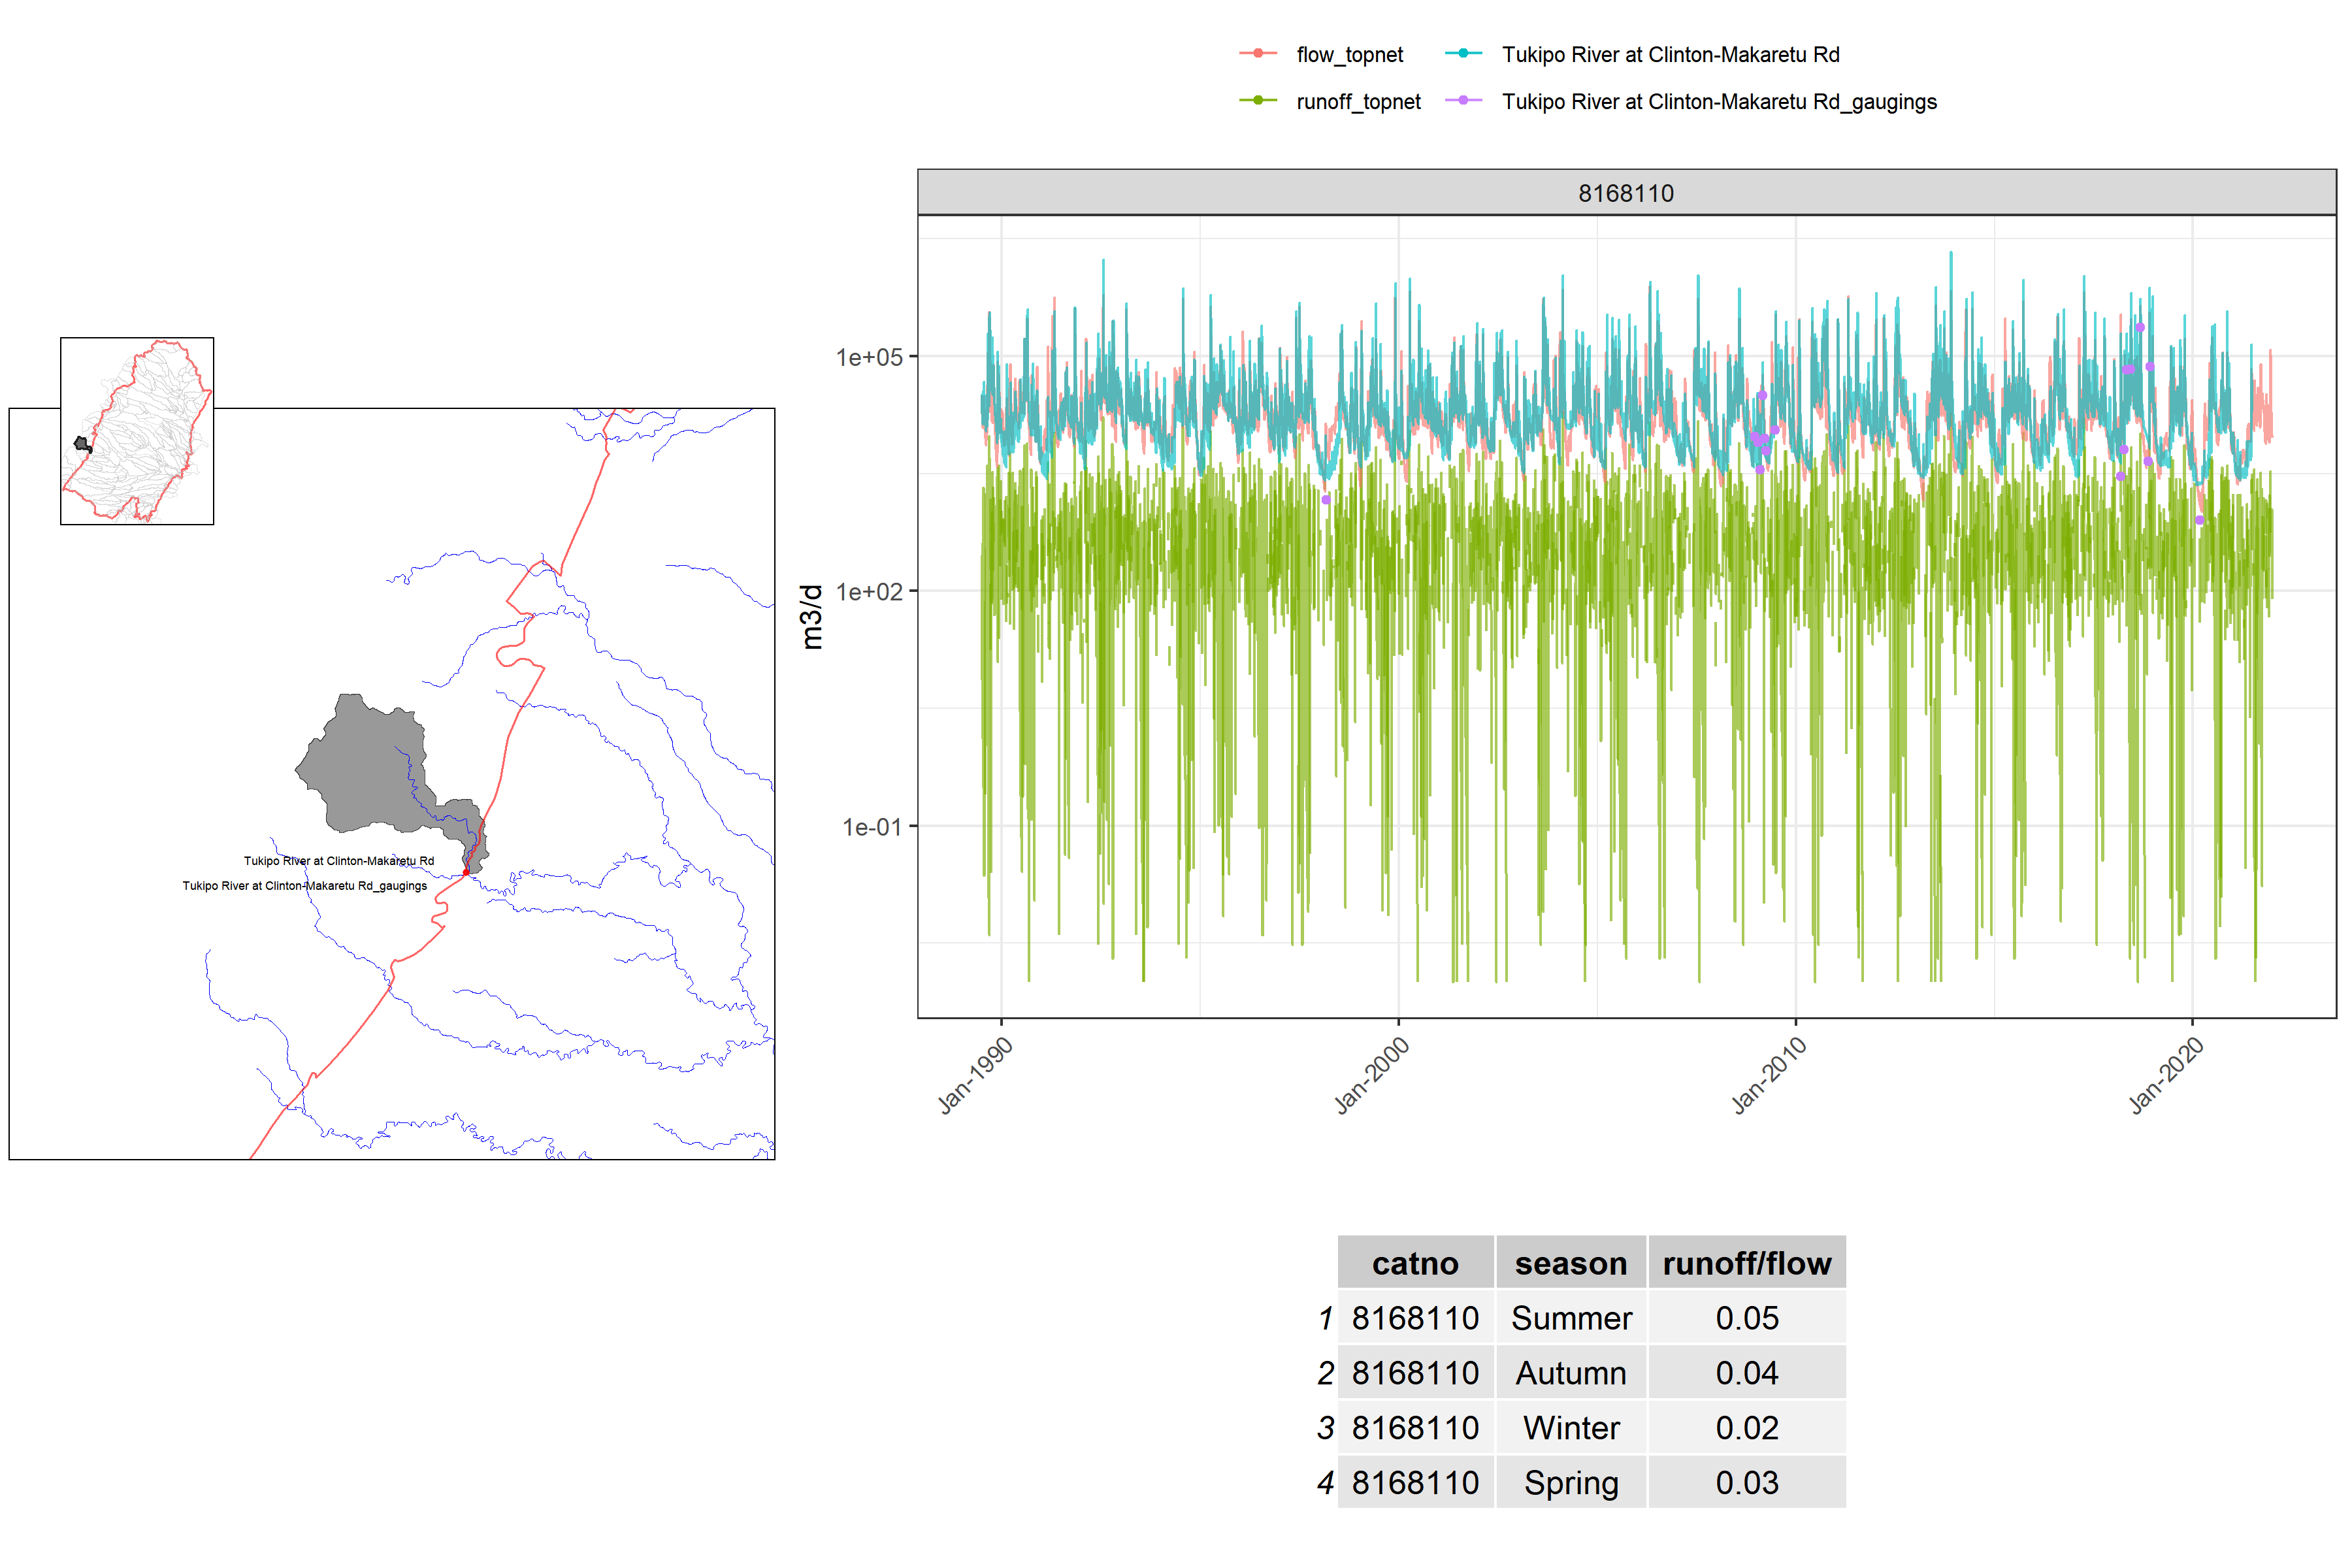 flow_topnet
Tukipo River at Clinton-Makaretu Rd
runoff_topnet
Tukipo River at Clinton-Makaretu Rd_gaugings
8168110
m3/d
1e+05
1e+02
1e-01
Jan-1990
Jan-2000
Jan-2010
Jan-2020
Tukipo River at Clinton-Makaretu Rd
Tukipo River at Clinton-Makaretu Rd_gaugings
catno season runoff/flow
1 8168110 Summer 0.05
2 8168110 Autumn 0.04
3 8168110 Winter 0.02
4 8168110 Spring 0.03